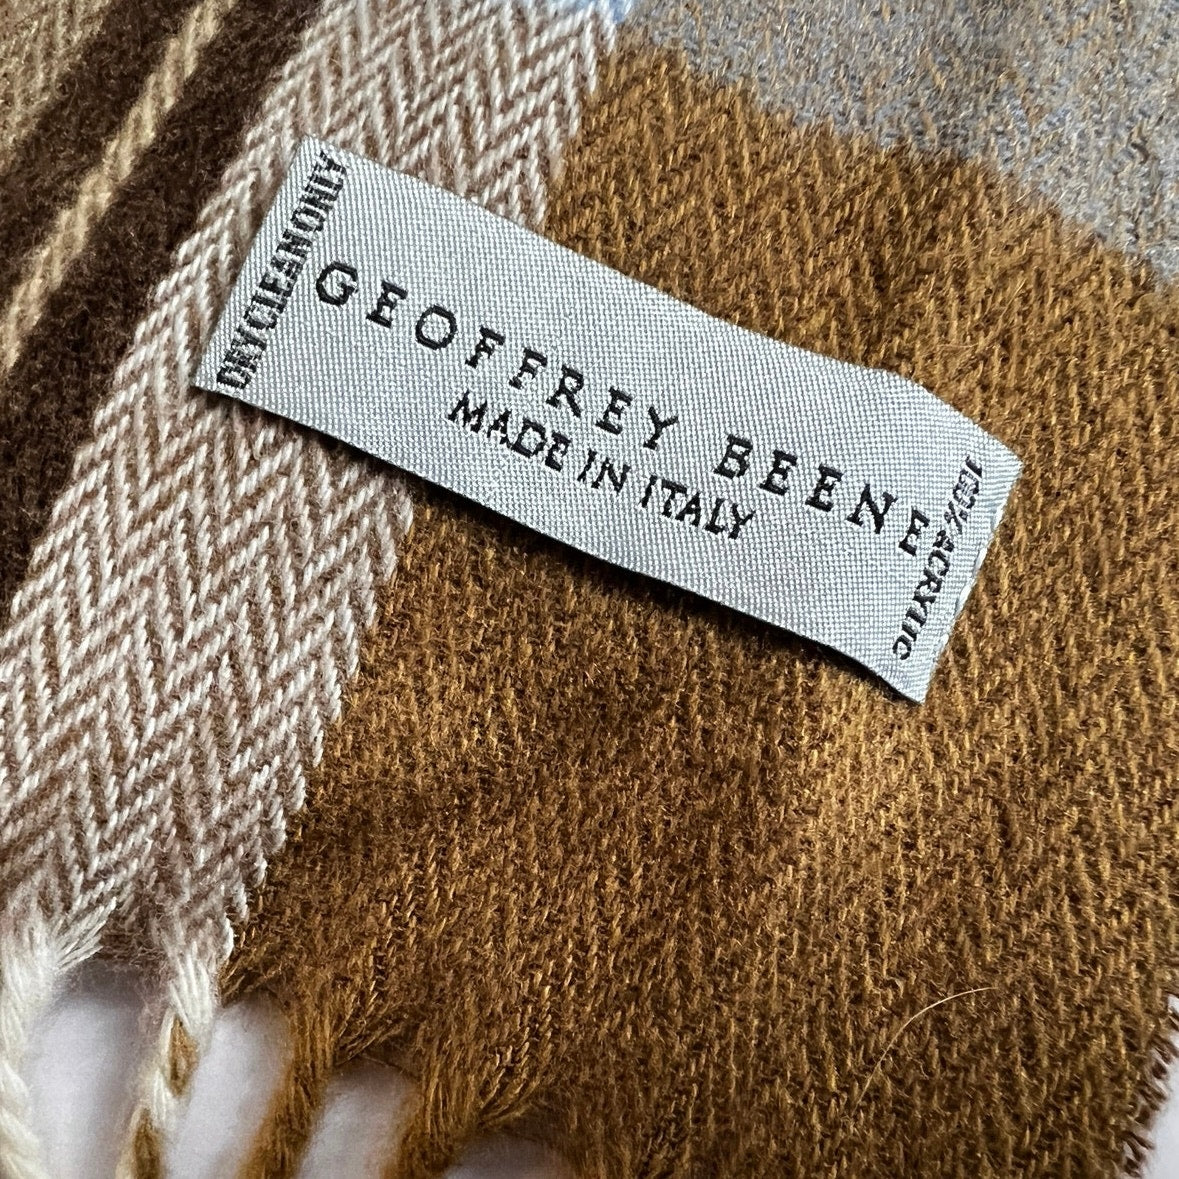 DRY CLEAN ONLY
GEOFFREY BEENE
MADE IN ITALY
100% ACRYLIC